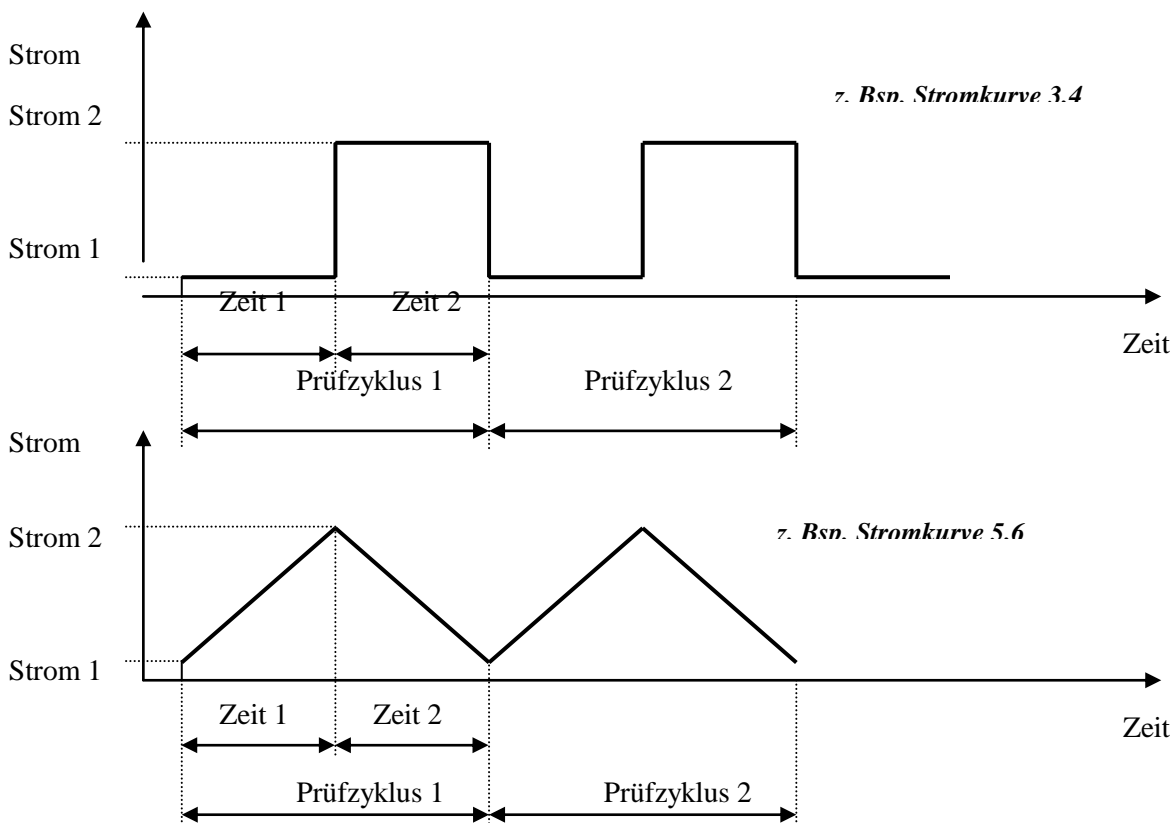 Strom
z. Bsp. Stromkurve 3.4
Strom 2
Strom 1
Zeit 1 Zeit 2
Zeit
Prüfzyklus 1 Prüfzyklus 2
Strom
Strom 2
z. Bsp. Stromkurve 5.6
Strom 1
Zeit 1 Zeit 2
Zeit
Prüfzyklus 1 Prüfzyklus 2